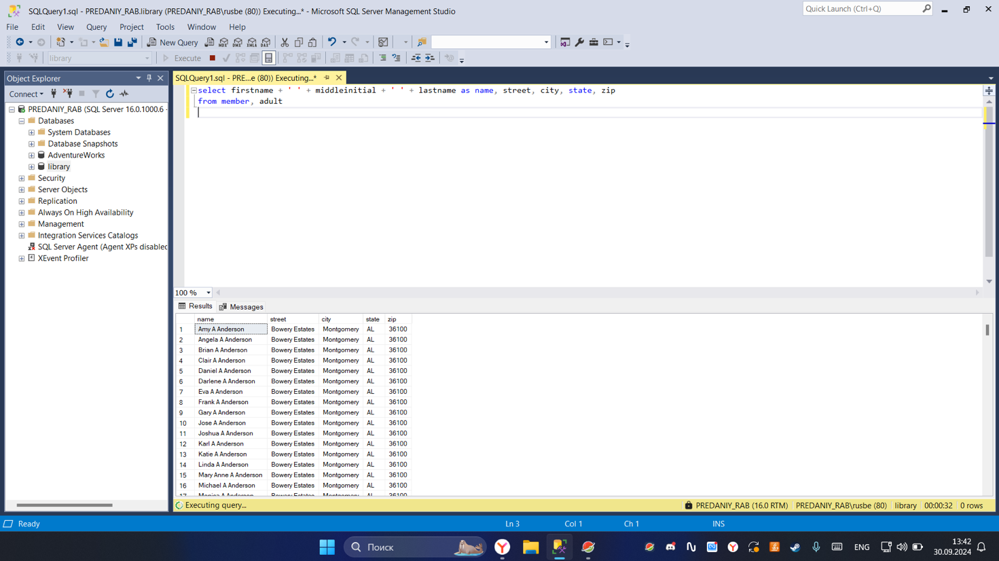 SQLQuery1.sql - PREDANIY_RAB.library (PREDANIY_RAB\rusbe (80)) Executing...* - Microsoft SQL Server Management Studio
Quick Launch (Ctrl+Q)
File Edit View Query Project Tools Window Help
New Query
MDX DMX XMLA DAX
library
Execute
Object Explorer
SQLQuery1.sql - PRE...e (80)) Executing...*
Connect
PREDANIY_RAB (SQL Server 16.0.1000.6 -
Databases
System Databases
Database Snapshots
AdventureWorks
library
Security
Server Objects
Replication
Always On High Availability
Management
Integration Services Catalogs
SQL Server Agent (Agent XPs disabled
XEvent Profiler
select firstname + ' ' + middleinitial + ' ' + lastname as name, street, city, state, zip
from member, adult
100 %
Results Messages
name street city state zip
1 Amy A Anderson Bowery Estates Montgomery AL 36100
2 Angela A Anderson Bowery Estates Montgomery AL 36100
3 Brian A Anderson Bowery Estates Montgomery AL 36100
4 Clair A Anderson Bowery Estates Montgomery AL 36100
5 Daniel A Anderson Bowery Estates Montgomery AL 36100
6 Darlene A Anderson Bowery Estates Montgomery AL 36100
7 Eva A Anderson Bowery Estates Montgomery AL 36100
8 Frank A Anderson Bowery Estates Montgomery AL 36100
9 Gary A Anderson Bowery Estates Montgomery AL 36100
10 Jose A Anderson Bowery Estates Montgomery AL 36100
11 Joshua A Anderson Bowery Estates Montgomery AL 36100
12 Karl A Anderson Bowery Estates Montgomery AL 36100
13 Katie A Anderson Bowery Estates Montgomery AL 36100
14 Linda A Anderson Bowery Estates Montgomery AL 36100
15 Mary Anne A Anderson Bowery Estates Montgomery AL 36100
16 Michael A Anderson Bowery Estates Montgomery AL 36100
17 Monica A Anderson Bowery Estates Montgomery AL 36100
Executing query...
PREDANIY_RAB (16.0 RTM) PREDANIY_RAB\rusbe (80) library 00:00:32 0 rows
Ready
Ln 3 Col 1 Ch 1 INS
Поиск
ENG
13:42
30.09.2024